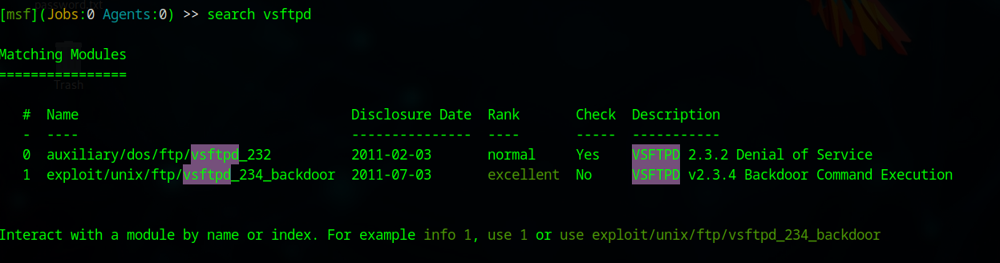 password.txt
[msf](Jobs:0 Agents:0) >> search vsftpd
Matching Modules
================
Trash
#  Name                                  Disclosure Date  Rank       Check  Description
-  ----                                  ---------------  ----       -----  -----------
0  auxiliary/dos/ftp/vsftpd_232          2011-02-03       normal     Yes    VSFTPD 2.3.2 Denial of Service
1  exploit/unix/ftp/vsftpd_234_backdoor  2011-07-03       excellent  No     VSFTPD v2.3.4 Backdoor Command Execution
Interact with a module by name or index. For example info 1, use 1 or use exploit/unix/ftp/vsftpd_234_backdoor